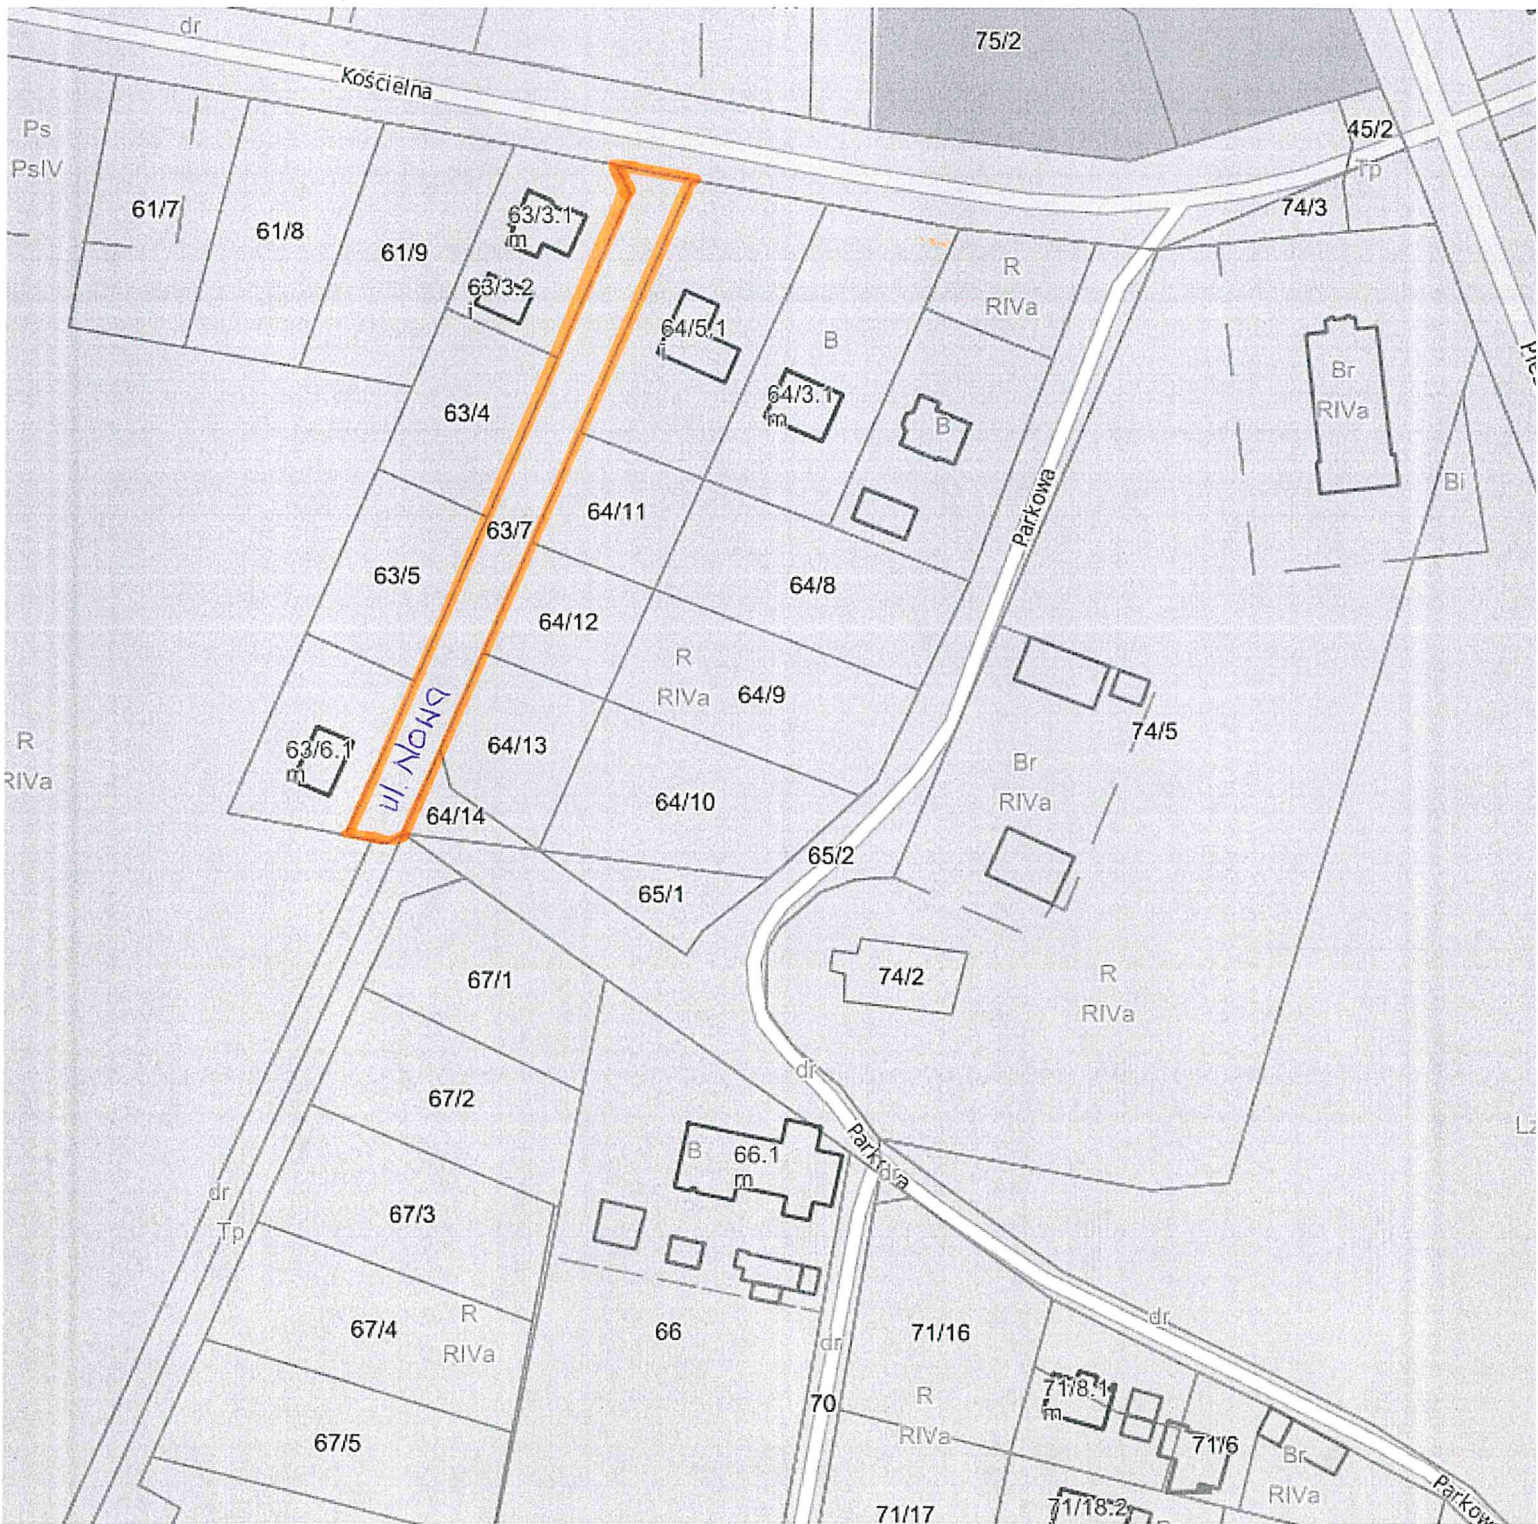 dr
75/2
Kościelna
45/2
Ps
PsIV
Tp
61/7
61/8
61/9
63/3.1
m
74/3
63/3.2
i
R
RIVa
64/5.1
i
B
Br
RIVa
64/3.1
m
63/4
B
Parkowa
Bi
64/11
63/7
63/5
64/8
64/12
R
RIVa
64/9
74/5
R
RIVa
63/6.1
m
64/13
Br
RIVa
64/10
64/14
65/2
65/1
67/1
74/2
R
RIVa
dr
67/2
Parkowa
dr
B
66.1
m
dr
Tp
67/3
R
RIVa
67/4
66
dr
71/16
dr
R
RIVa
70
71/8.1
m
67/5
71/6
Br
RIVa
Parkow
71/17
71/18.2